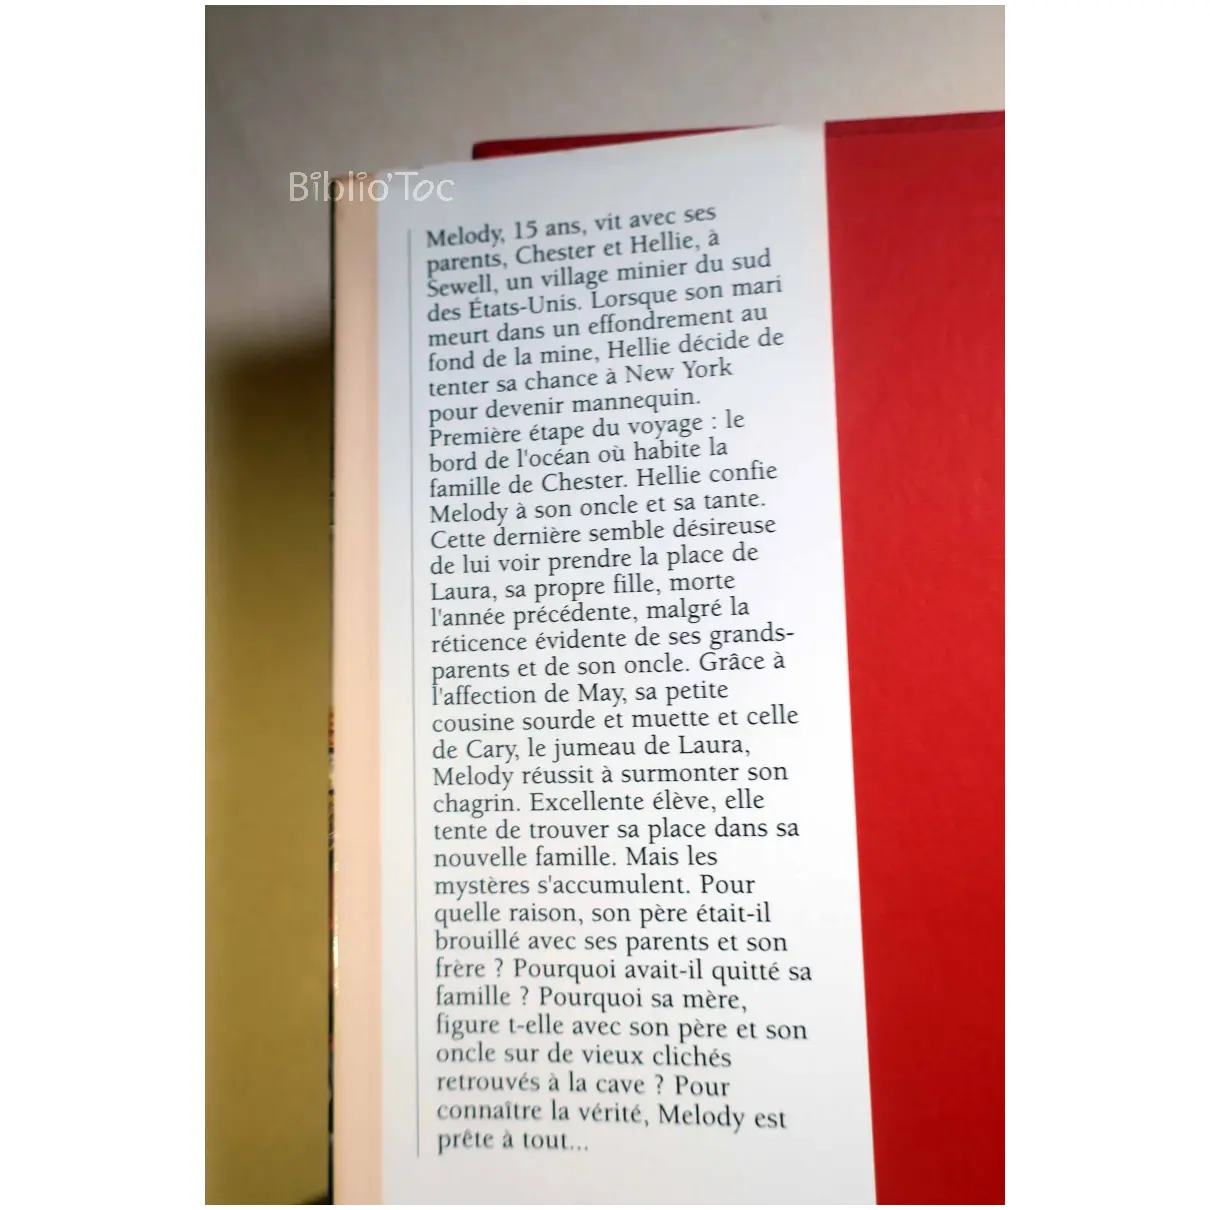 Biblio'Toc
Melody, 15 ans, vit avec ses
parents, Chester et Hellie, à
Sewell, un village minier du sud
des États-Unis. Lorsque son mari
meurt dans un effondrement au
fond de la mine, Hellie décide de
tenter sa chance à New York
pour devenir mannequin.
Première étape du voyage : le
bord de l'océan où habite la
famille de Chester. Hellie confie
Melody à son oncle et sa tante.
Cette dernière semble désireuse
de lui voir prendre la place de
Laura, sa propre fille, morte
l'année précédente, malgré la
réticence évidente de ses grands-
parents et de son oncle. Grâce à
l'affection de May, sa petite
cousine sourde et muette et celle
de Cary, le jumeau de Laura,
Melody réussit à surmonter son
chagrin. Excellente élève, elle
tente de trouver sa place dans sa
nouvelle famille. Mais les
mystères s'accumulent. Pour
quelle raison, son père était-il
brouillé avec ses parents et son
frère ? Pourquoi avait-il quitté sa
famille ? Pourquoi sa mère,
figure t-elle avec son père et son
oncle sur de vieux clichés
retrouvés à la cave ? Pour
connaître la vérité, Melody est
prête à tout...